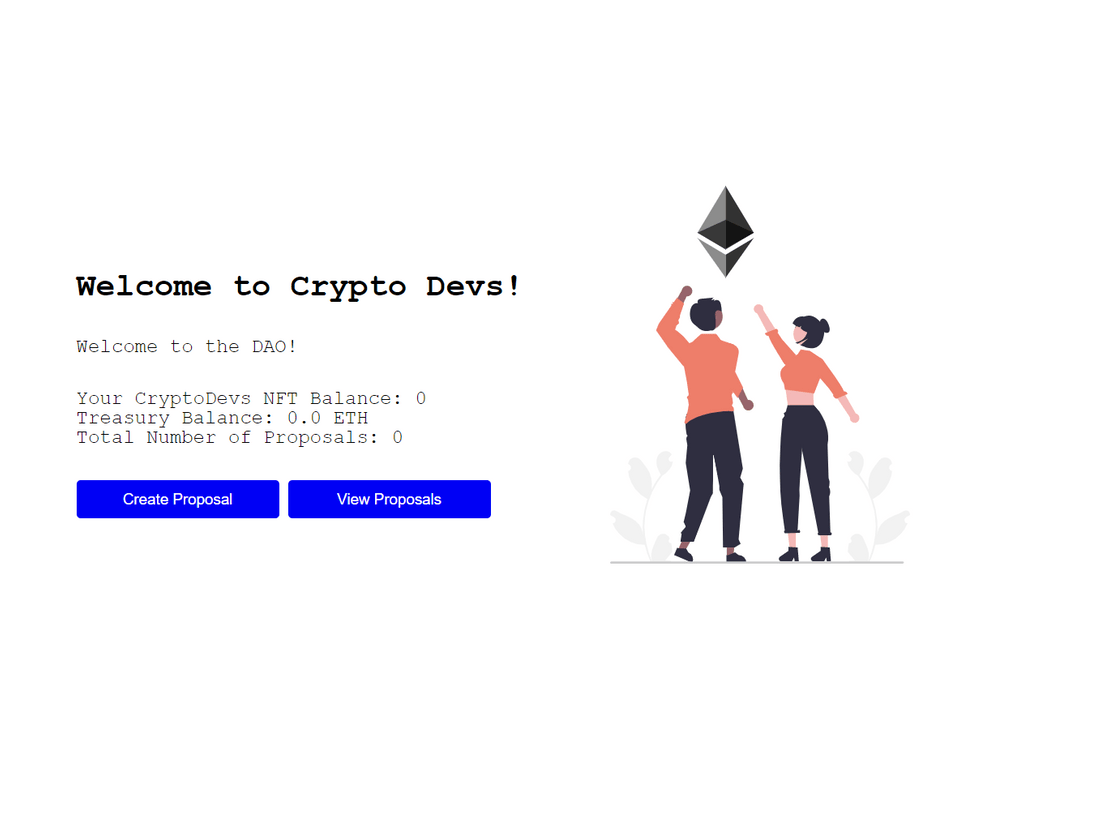 Welcome to Crypto Devs!
Welcome to the DAO!
Your CryptoDevs NFT Balance: 0
Treasury Balance: 0.0 ETH
Total Number of Proposals: 0
Create Proposal
View Proposals